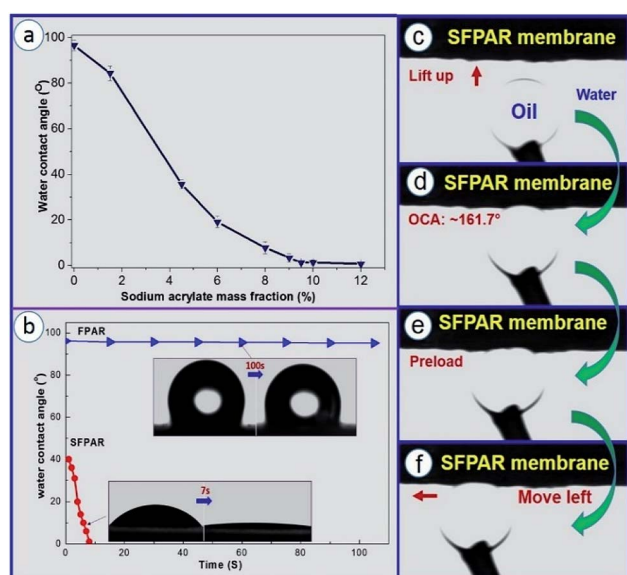 a
100
80
60
40
20
0
Water contact angle (°)
0 2 4 6 8 10 12
Sodium acrylate mass fraction (%)
b
100
80
60
40
20
0
water contact angle (°)
FPAR
100s
SFPAR
7s
0 20 40 60 80 100
Time (S)
c SFPAR membrane
Lift up
Oil
Water
d SFPAR membrane
OCA: ~161.7°
e SFPAR membrane
Preload
f SFPAR membrane
Move left